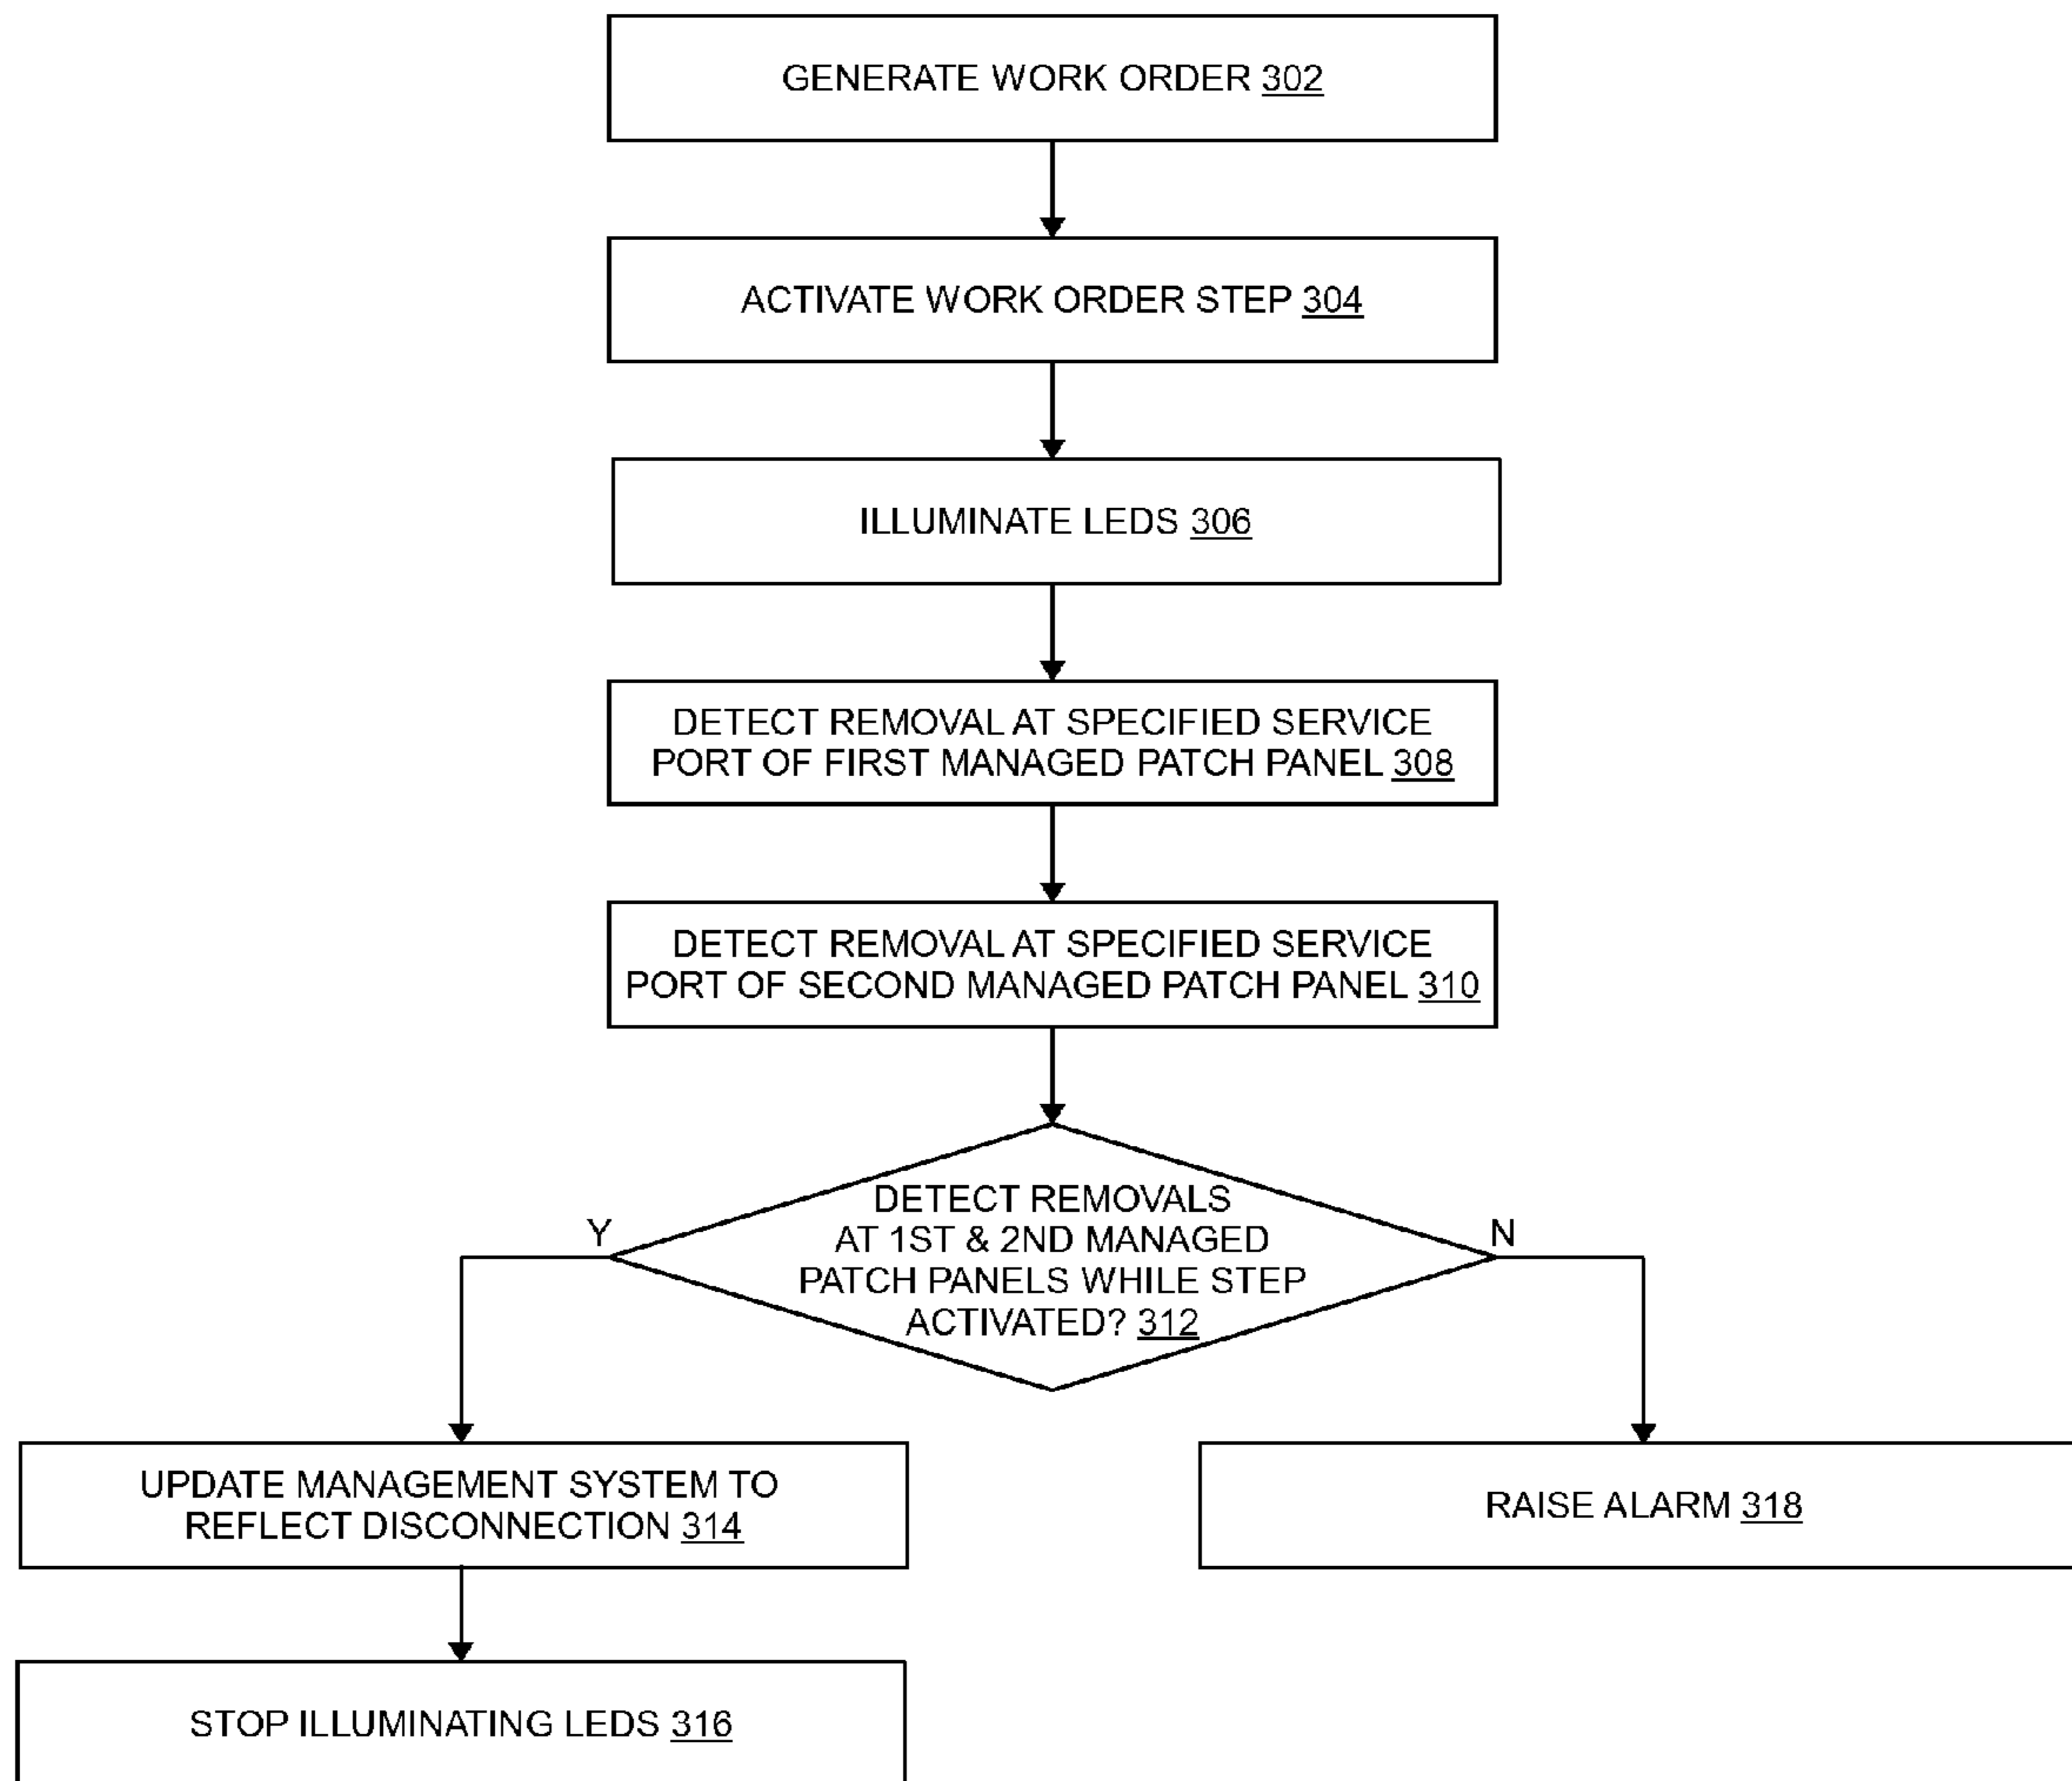 GENERATE WORK ORDER 302
ACTIVATE WORK ORDER STEP 304
ILLUMINATE LEDS 306
DETECT REMOVAL AT SPECIFIED SERVICE
PORT OF FIRST MANAGED PATCH PANEL 308
DETECT REMOVAL AT SPECIFIED SERVICE
PORT OF SECOND MANAGED PATCH PANEL 310
DETECT REMOVALS
AT 1ST & 2ND MANAGED
PATCH PANELS WHILE STEP
ACTIVATED? 312
Y
N
UPDATE MANAGEMENT SYSTEM TO
REFLECT DISCONNECTION 314
RAISE ALARM 318
STOP ILLUMINATING LEDS 316